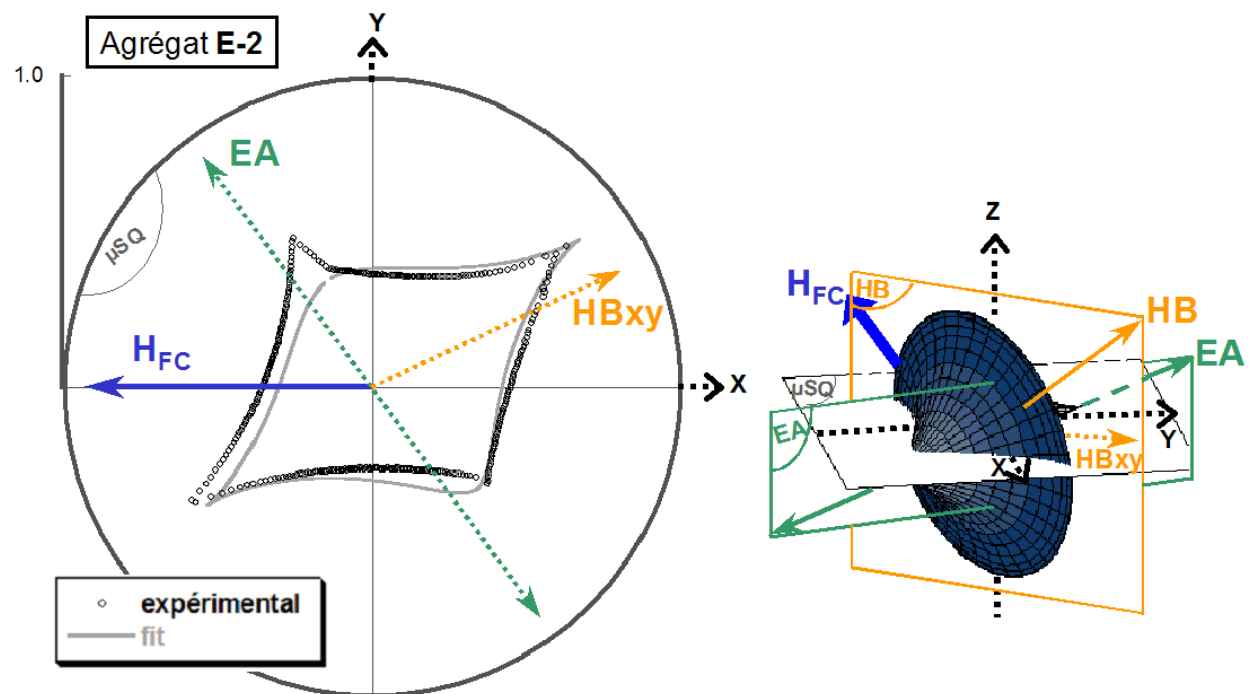 Agrégat E-2
Y
1.0
EA
µSQ
HBxy
HFC
X
expérimental
fit
Z
HFC
HB
HB
EA
µSQ
EA
Y
X
HBxy